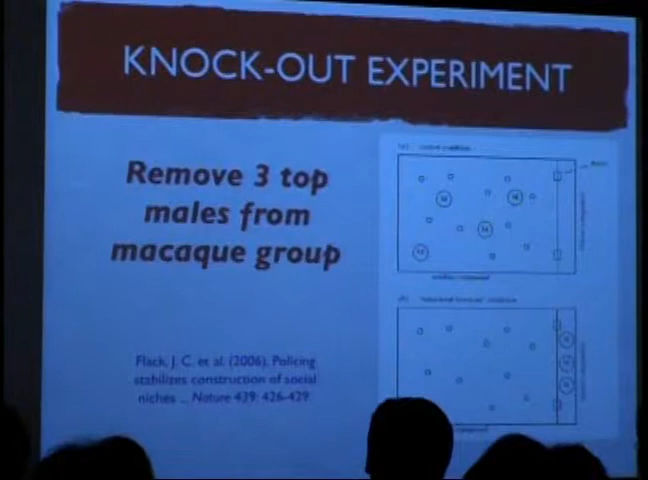 KNOCK-OUT EXPERIMENT
Remove 3 top
males from
macaque group
Flack, J. C. et al. (2006). Policing
stabilizes construction of social
niches ... Nature 439: 426-429